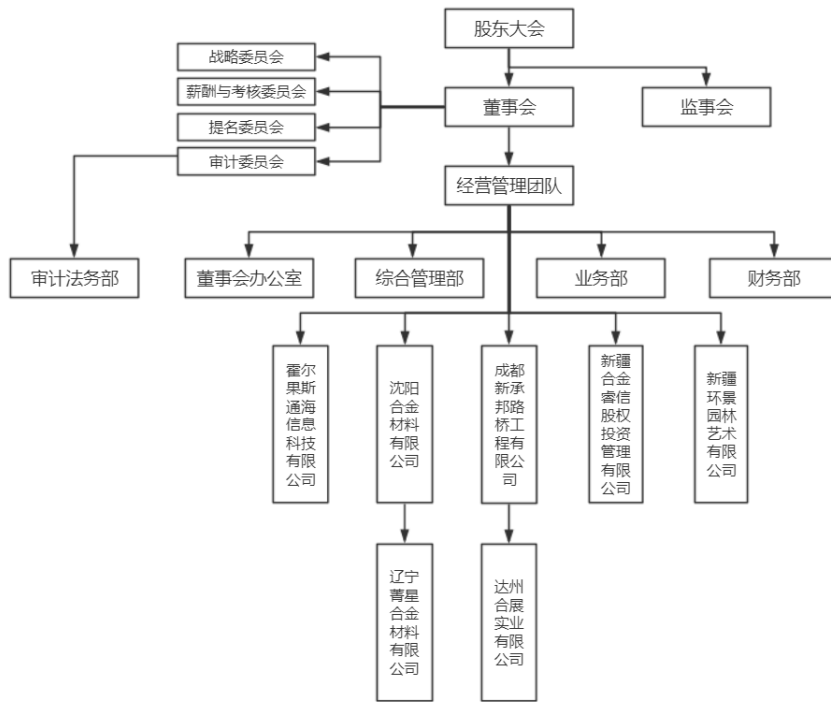 股东大会
战略委员会
薪酬与考核委员会
董事会
监事会
提名委员会
审计委员会
经营管理团队
审计法务部
董事会办公室
综合管理部
业务部
财务部
霍尔
果斯
通海
信息
科技
有限
公司
沈阳
合金
材料
有限
公司
成都
新承
邦路
桥工
程有
限公
司
新疆
合金
睿信
股权
投资
管理
有限
公司
新疆
环景
园林
艺术
有限
公司
辽宁
菁星
合金
材料
有限
公司
达州
合展
实业
有限
公司